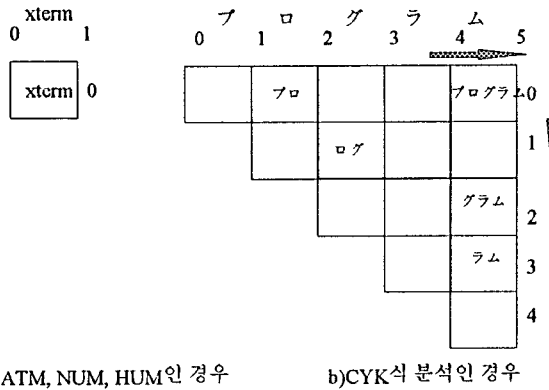 xterm
0 1
xterm 0
プ ロ グ ラ ム
0 1 2 3 4 5
プロ プログラム 0
ログ 1
グラム 2
ラム 3
4
ATM, NUM, HUM인 경우
b)CYK식 분석인 경우